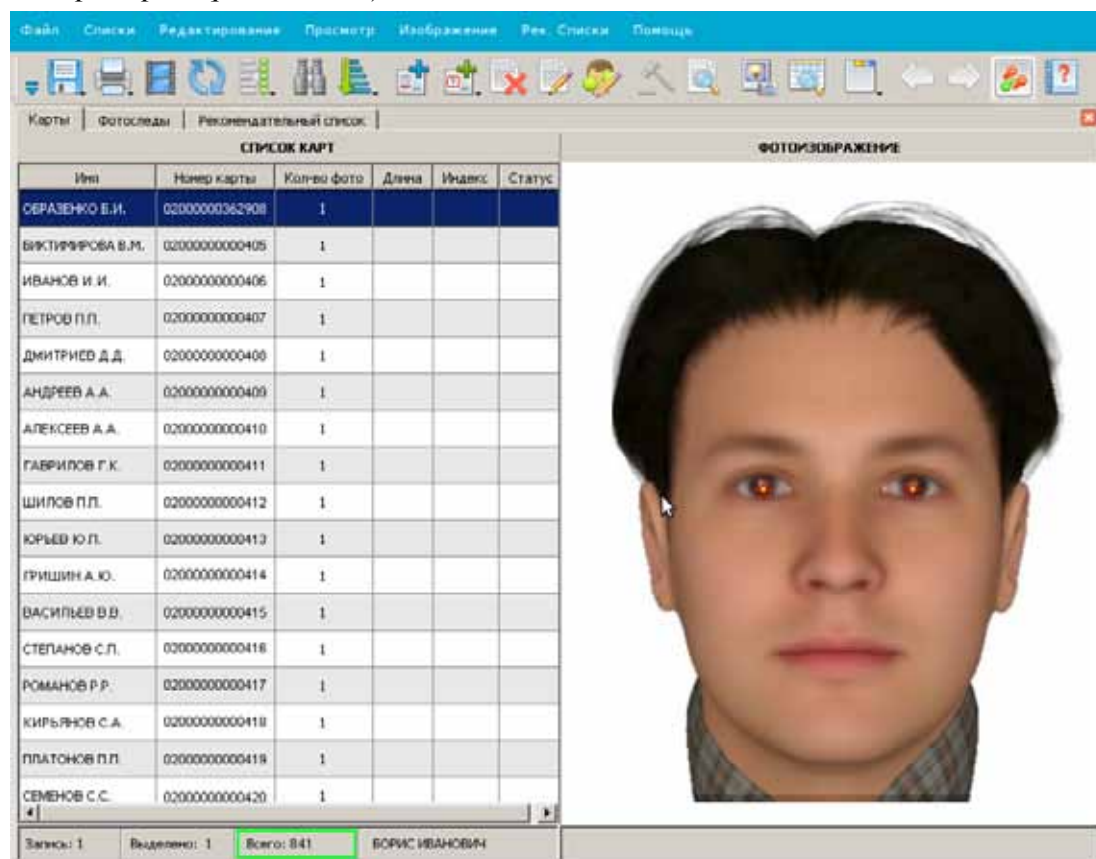 Файл Списки Редактирование Просмотр Изображение Рек. Списки Помощь
Карты Фотоследы Рекомендательный список
СПИСОК КАРТ ФОТОИЗОБРАЖЕНИЕ
Имя Номер карты Кол-во фото Длина Индекс Статус
ОБРАЗЕНКО Б.И. 02000000362908 1
БИКТИМИРОВА В.М. 02000000000405 1
ИВАНОВ И.И. 02000000000406 1
ПЕТРОВ П.П. 02000000000407 1
ДМИТРИЕВ Д.Д. 02000000000408 1
АНДРЕЕВ А.А. 02000000000409 1
АЛЕКСЕЕВ А.А. 02000000000410 1
ГАВРИЛОВ Г.К. 02000000000411 1
ШИЛОВ П.П. 02000000000412 1
ЮРЬЕВ Ю.П. 02000000000413 1
ГРИШИН А.Ю. 02000000000414 1
ВАСИЛЬЕВ В.В. 02000000000415 1
СТЕПАНОВ С.П. 02000000000416 1
РОМАНОВ Р.Р. 02000000000417 1
КИРЬЯНОВ С.А. 02000000000418 1
ПЛАТОНОВ П.П. 02000000000419 1
СЕМЕНОВ С.С. 02000000000420 1
Запись: 1 Выделено: 1 Всего: 841 БОРИС ИВАНОВИЧ